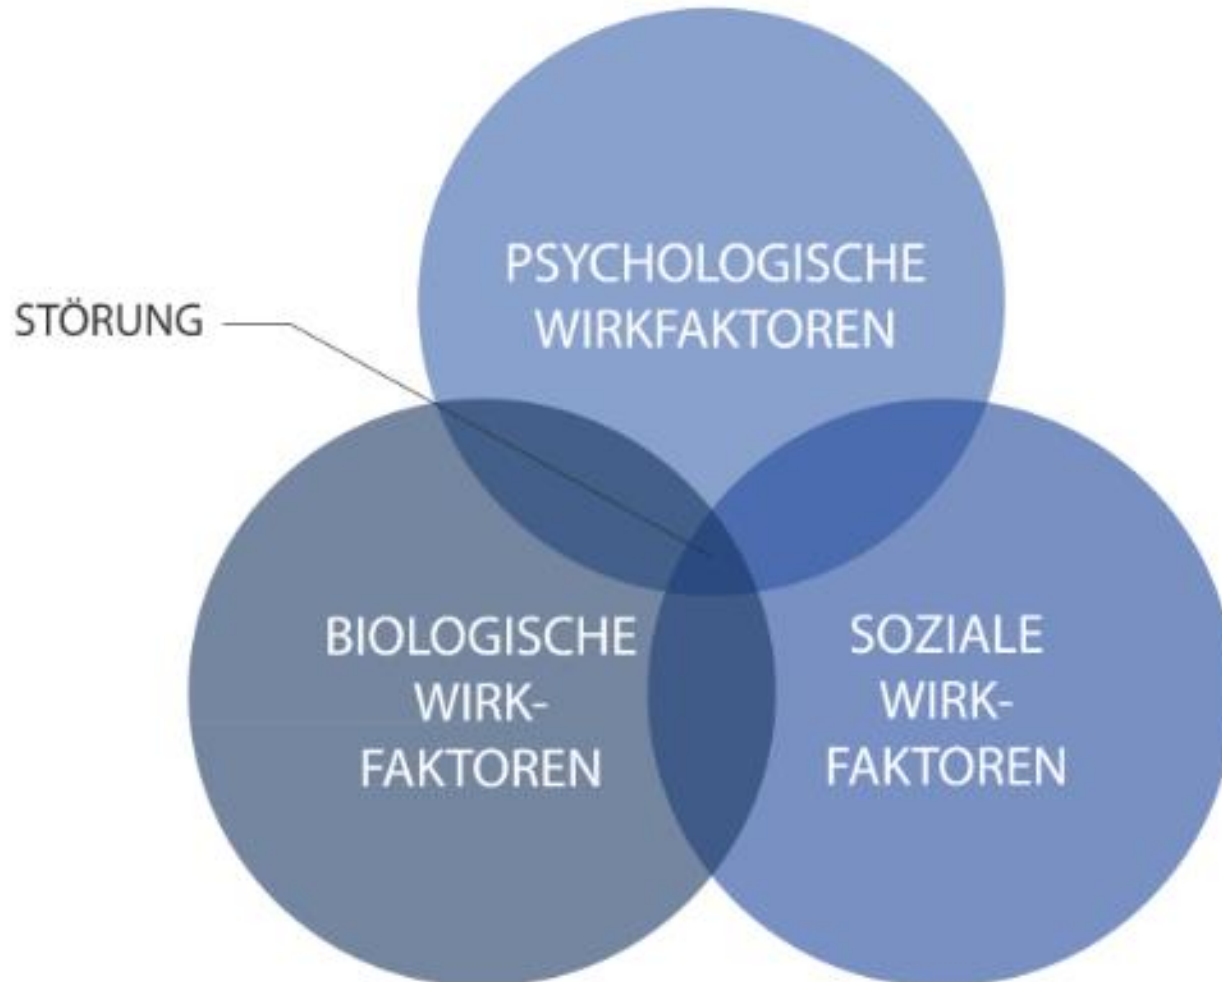 PSYCHOLOGISCHE
WIRKFAKTOREN
STÖRUNG
BIOLOGISCHE
WIRK-
FAKTOREN
SOZIALE
WIRK-
FAKTOREN